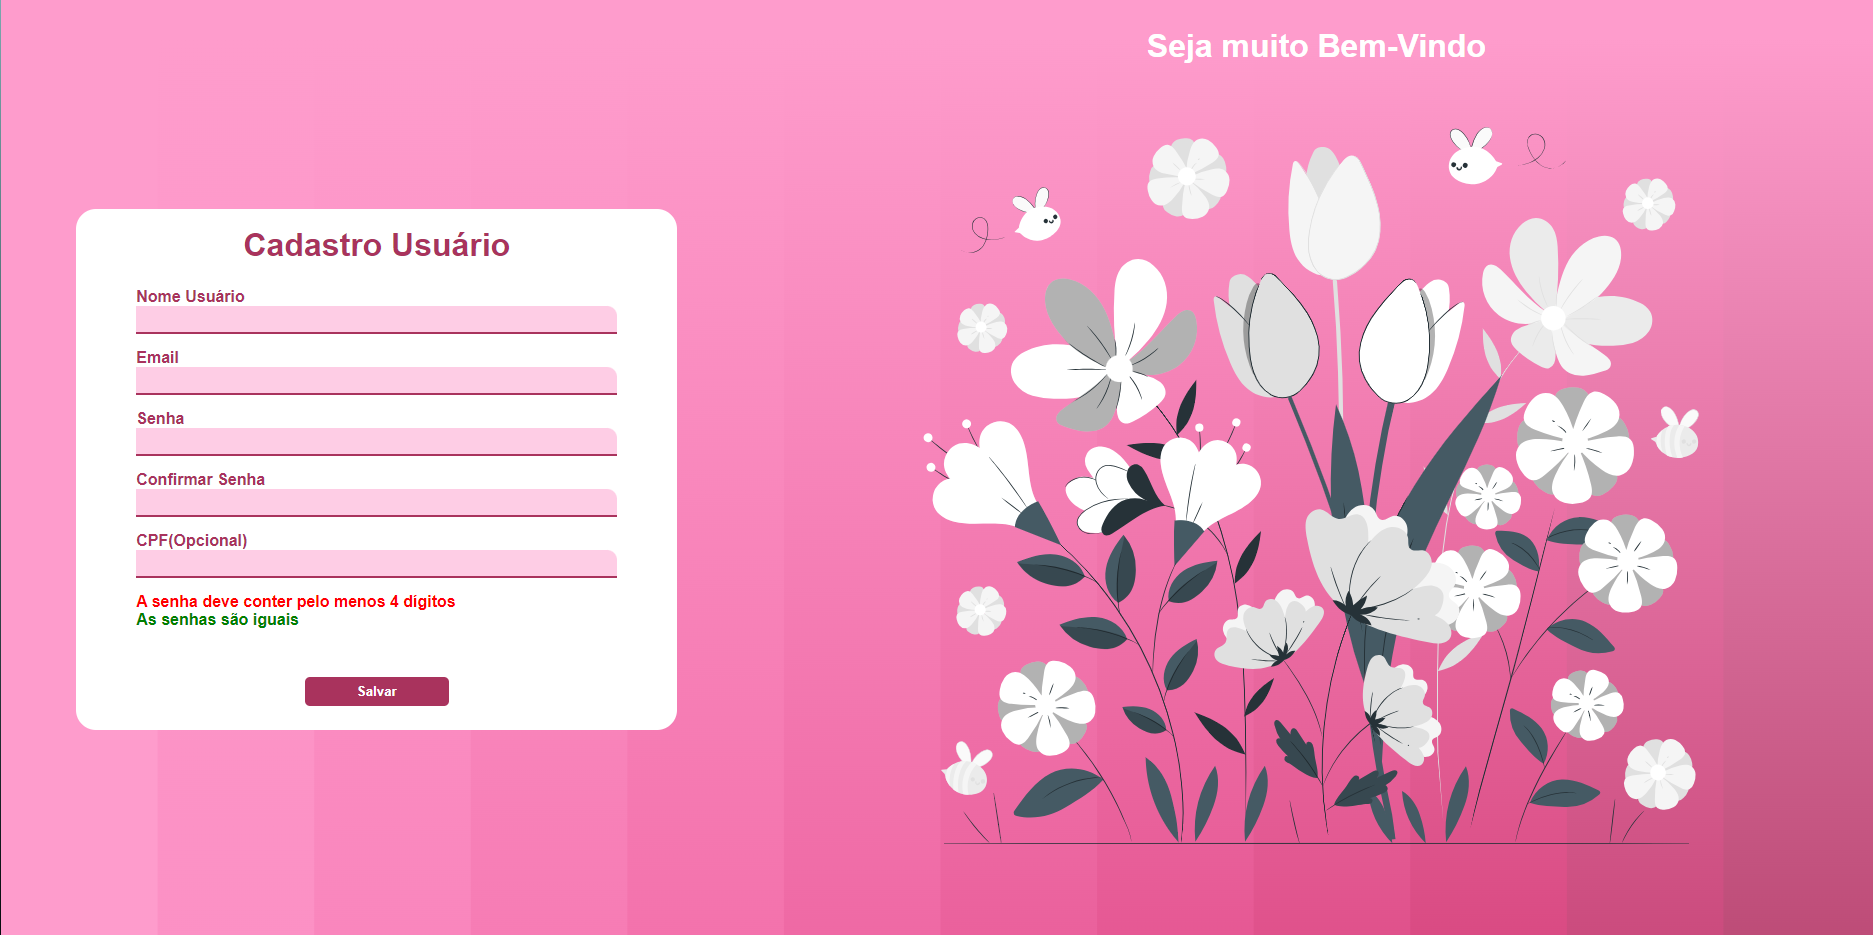 Seja muito Bem-Vindo
Cadastro Usuário
Nome Usuário
Email
Senha
Confirmar Senha
CPF(Opcional)
A senha deve conter pelo menos 4 dígitos
As senhas são iguais
Salvar